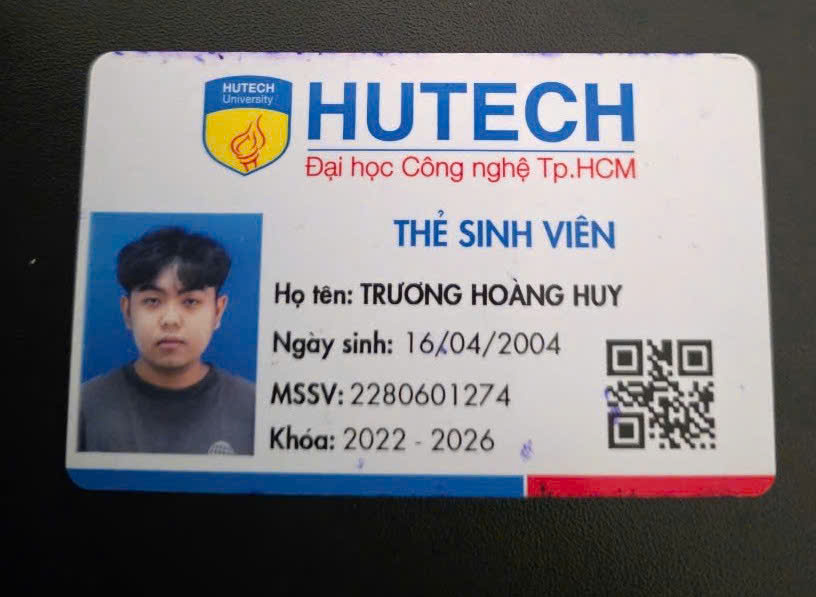 HUTECH
University
HUTECH
Đại học Công nghệ Tp.HCM
THẺ SINH VIÊN
Họ tên: TRƯƠNG HOÀNG HUY
Ngày sinh: 16/04/2004
MSSV: 2280601274
Khóa: 2022 - 2026